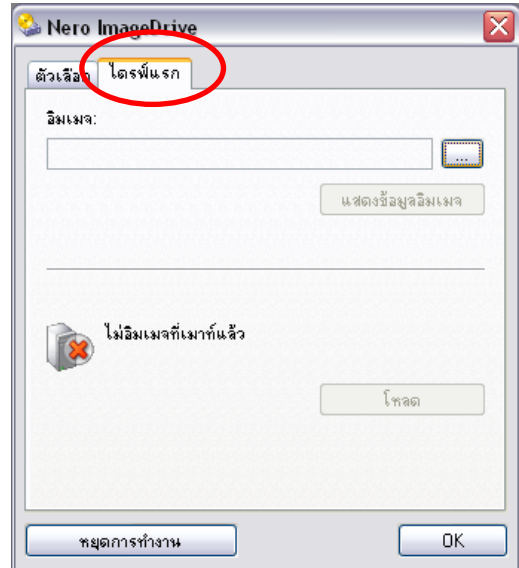 Nero ImageDrive
ตัวเลือก ไดรฟ์แรก
อิมเมจ:
...
แสดงข้อมูลอิมเมจ
ไม่อิมเมจที่เมาท์แล้ว
โหลด
หยุดการทำงาน OK